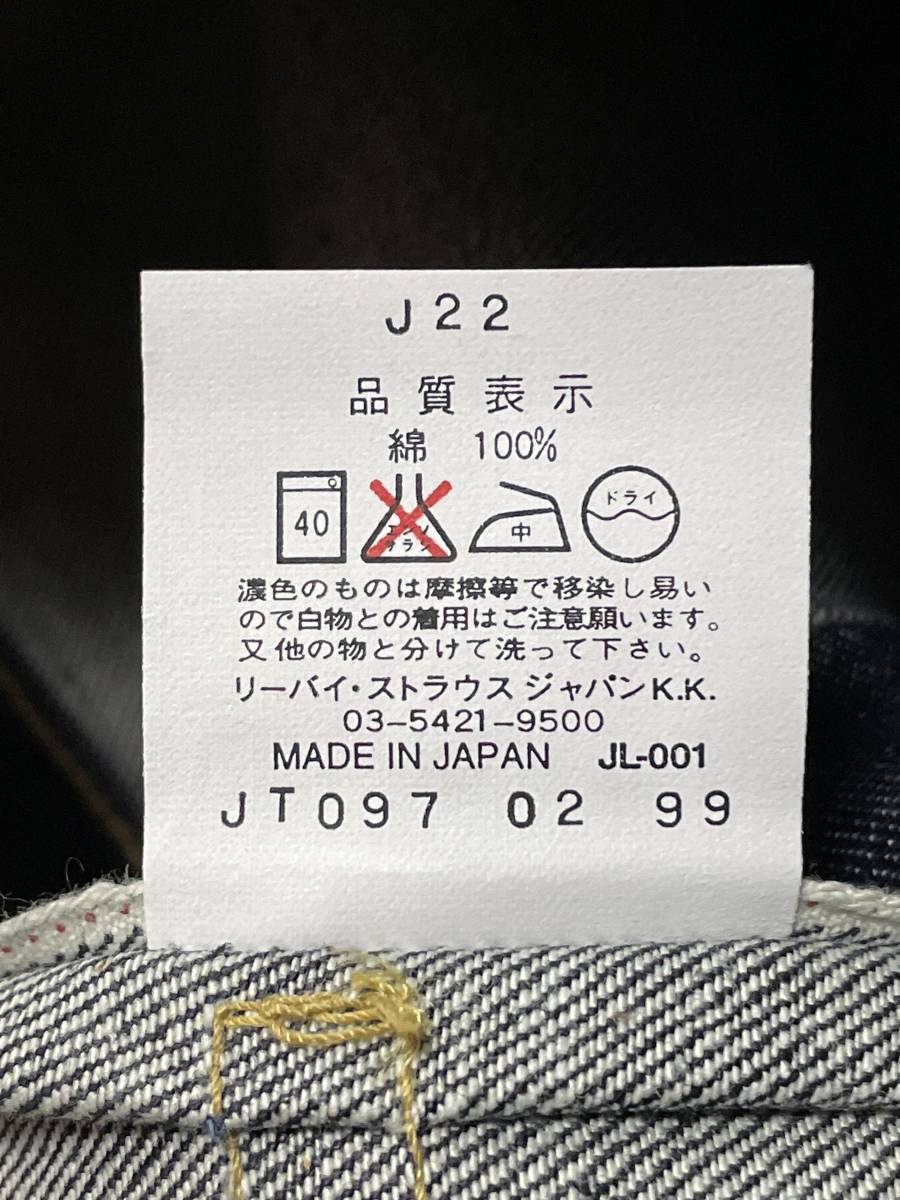 J22
品質表示
綿 100%
40 エンソ サラシ 中 ドライ
濃色のものは摩擦等で移染し易い
ので白物との着用はご注意願います。
又他の物と分けて洗って下さい。
リーバイ・ストラウス ジャパンK.K.
03-5421-9500
MADE IN JAPAN JL-001
JT097 02 99